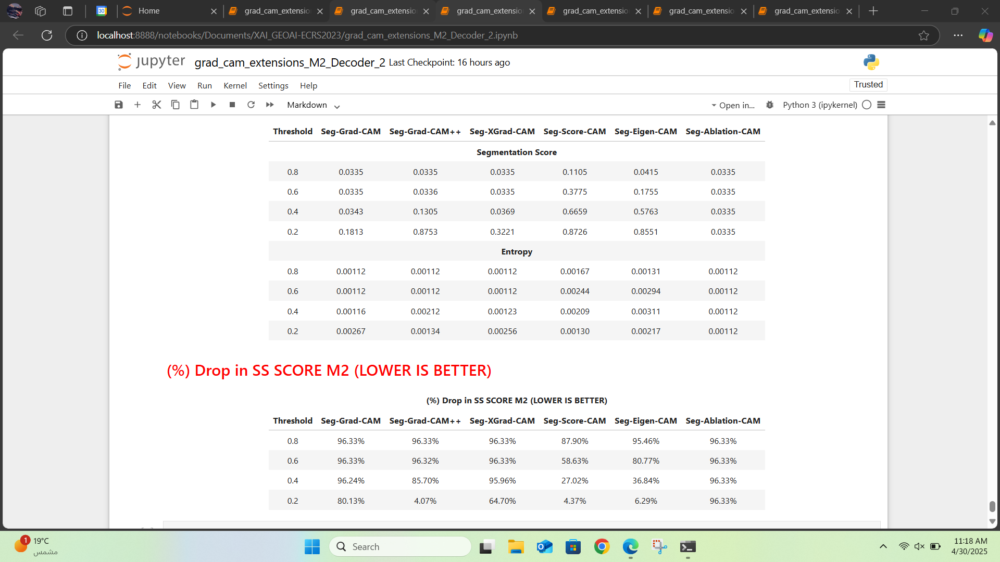 30
Home
grad_cam_extensio
grad_cam_extensio
grad_cam_extensio
grad_cam_extensio
grad_cam_extensio
grad_cam_extensio
localhost:8888/notebooks/Documents/XAI_GEOAI-ECRS2023/grad_cam_extensions_M2_Decoder_2.ipynb
jupyter grad_cam_extensions_M2_Decoder_2 Last Checkpoint: 16 hours ago
File Edit View Run Kernel Settings Help Trusted
Markdown Open in... Python 3 (ipykernel)
Threshold Seg-Grad-CAM Seg-Grad-CAM++ Seg-XGrad-CAM Seg-Score-CAM Seg-Eigen-CAM Seg-Ablation-CAM
Segmentation Score
0.8 0.0335 0.0335 0.0335 0.1105 0.0415 0.0335
0.6 0.0335 0.0336 0.0335 0.3775 0.1755 0.0335
0.4 0.0343 0.1305 0.0369 0.6659 0.5763 0.0335
0.2 0.1813 0.8753 0.3221 0.8726 0.8551 0.0335
Entropy
0.8 0.00112 0.00112 0.00112 0.00167 0.00131 0.00112
0.6 0.00112 0.00112 0.00112 0.00244 0.00294 0.00112
0.4 0.00116 0.00212 0.00123 0.00209 0.00311 0.00112
0.2 0.00267 0.00134 0.00256 0.00130 0.00217 0.00112
(%) Drop in SS SCORE M2 (LOWER IS BETTER)
(%) Drop in SS SCORE M2 (LOWER IS BETTER)
Threshold Seg-Grad-CAM Seg-Grad-CAM++ Seg-XGrad-CAM Seg-Score-CAM Seg-Eigen-CAM Seg-Ablation-CAM
0.8 96.33% 96.33% 96.33% 87.90% 95.46% 96.33%
0.6 96.33% 96.32% 96.33% 58.63% 80.77% 96.33%
0.4 96.24% 85.70% 95.96% 27.02% 36.84% 96.33%
0.2 80.13% 4.07% 64.70% 4.37% 6.29% 96.33%
1 19°C
مشمس
Search
11:18 AM
4/30/2025